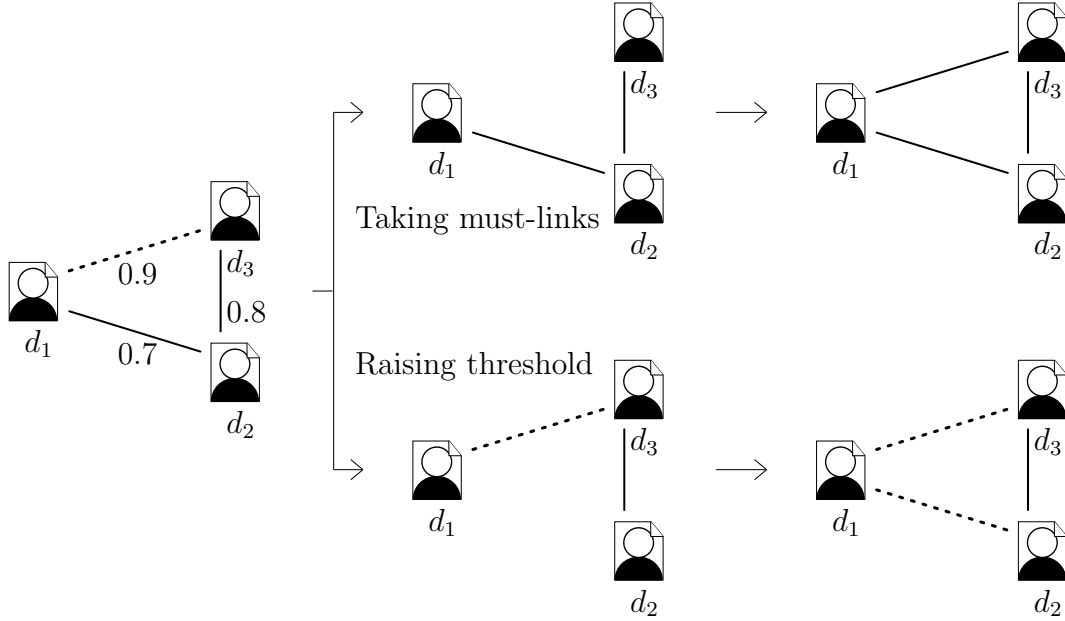 d₁
0.9
0.7
d₃
0.8
d₂
d₁
d₃
d₂
Taking must-links
d₁
d₃
d₂
Raising threshold
d₁
d₃
d₂
d₁
d₃
d₂